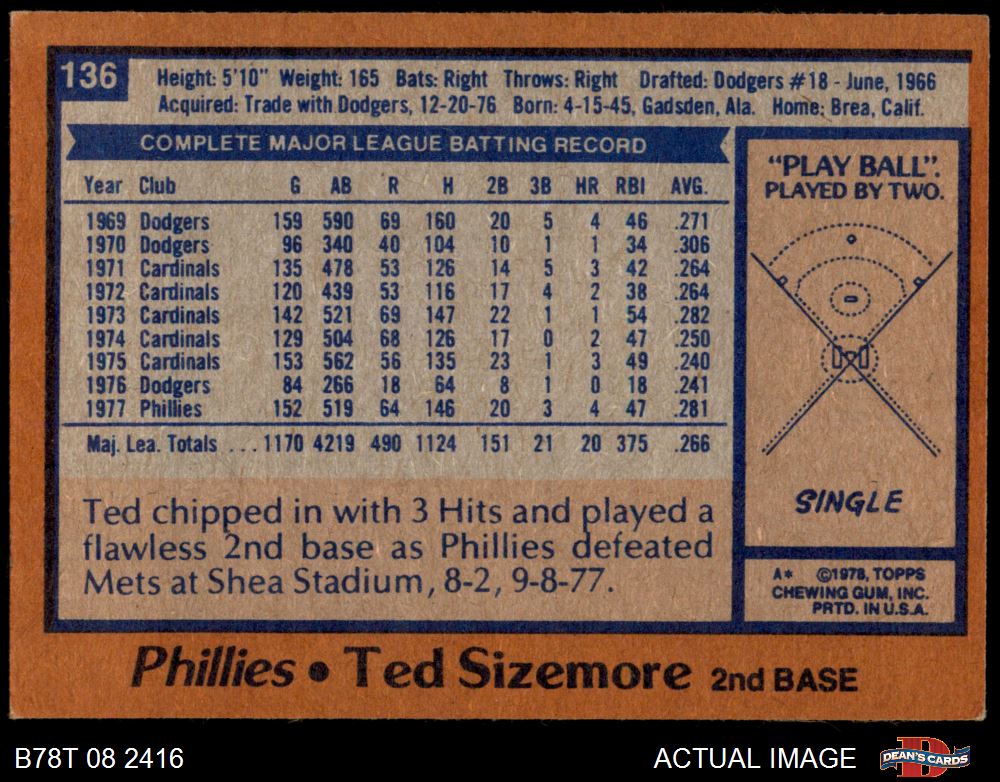 136
Height: 5'10" Weight: 165 Bats: Right Throws: Right Drafted: Dodgers #18 - June, 1966
Acquired: Trade with Dodgers, 12-20-76 Born: 4-15-45, Gadsden, Ala. Home: Brea, Calif.
COMPLETE MAJOR LEAGUE BATTING RECORD
Year Club G AB R H 2B 3B HR RBI AVG.
1969 Dodgers 159 590 69 160 20 5 4 46 .271
1970 Dodgers 96 340 40 104 10 1 1 34 .306
1971 Cardinals 135 478 53 126 14 5 3 42 .264
1972 Cardinals 120 439 53 116 17 4 2 38 .264
1973 Cardinals 142 521 69 147 22 1 1 54 .282
1974 Cardinals 129 504 68 126 17 0 2 47 .250
1975 Cardinals 153 562 56 135 23 1 3 49 .240
1976 Dodgers 84 266 18 64 8 1 0 18 .241
1977 Phillies 152 519 64 146 20 3 4 47 .281
Maj. Lea. Totals ... 1170 4219 490 1124 151 21 20 375 .266
Ted chipped in with 3 Hits and played a
flawless 2nd base as Phillies defeated
Mets at Shea Stadium, 8-2, 9-8-77.
"PLAY BALL":
PLAYED BY TWO.
SINGLE
A* ©1978, TOPPS
CHEWING GUM, INC.
PRTD. IN U.S.A.
Phillies • Ted Sizemore 2nd BASE
B78T 08 2416
ACTUAL IMAGE
DEAN'S CARDS